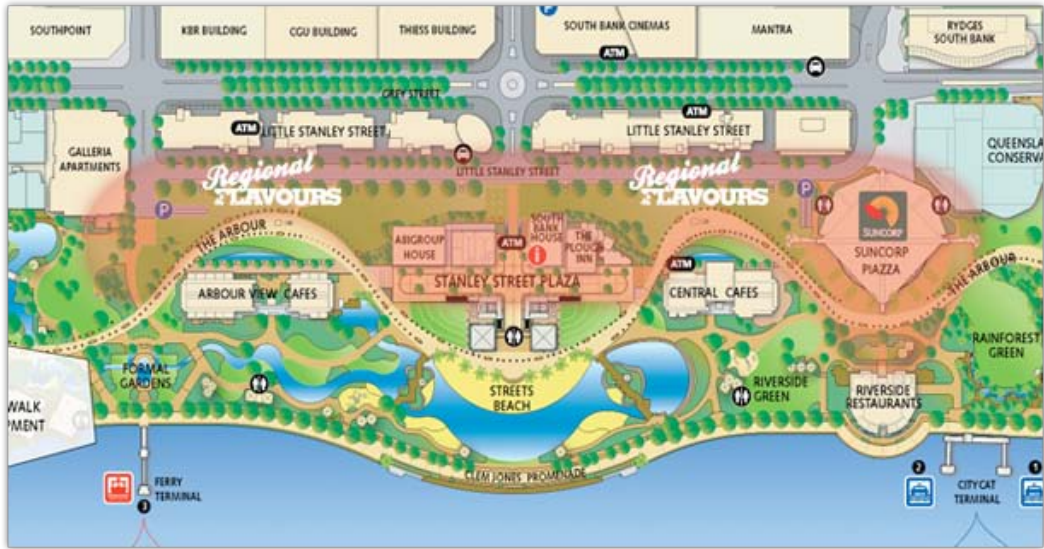 SOUTHPOINT
KBR BUILDING
CGU BUILDING
THIESS BUILDING
P
SOUTH BANK CINEMAS
ATM
MANTRA
RYDGES
SOUTH BANK
GREY STREET
ATM
LITTLE STANLEY STREET
ATM
LITTLE STANLEY STREET
GALLERIA
APARTMENTS
QUEENSLA
CONSERVA
Regional
FLAVOURS
LITTLE STANLEY STREET
Regional
FLAVOURS
P
P
THE ARBOUR
ABIGROUP
HOUSE
ATM
SOUTH
BANK
HOUSE
i
THE
PLOUGH
INN
SUNCORP
SUNCORP
PIAZZA
THE ARBOUR
STANLEY STREET PLAZA
ATM
ARBOUR VIEW CAFES
CENTRAL CAFES
RAINFOREST
GREEN
FORMAL
GARDENS
STREETS
BEACH
RIVERSIDE
GREEN
RIVERSIDE
RESTAURANTS
WALK
PMENT
CLEM JONES PROMENADE
FERRY
TERMINAL
3
2
CITYCAT
TERMINAL
1